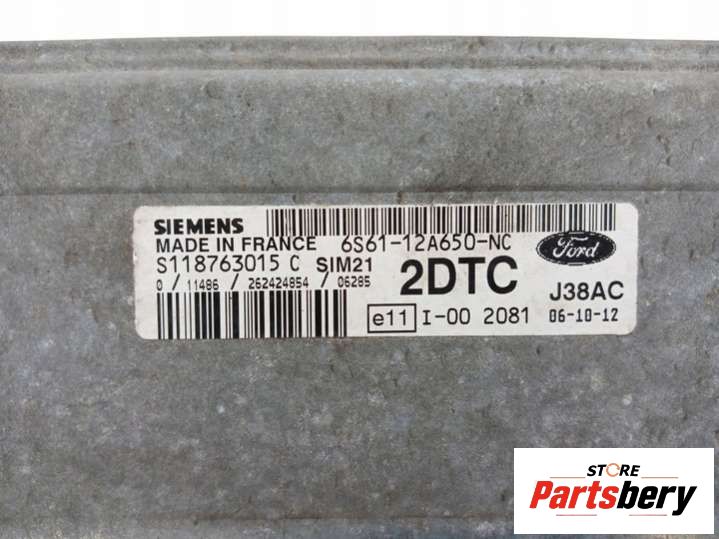 SIEMENS
MADE IN FRANCE 6S61-12A650-NC
Ford
S118763015 C SIM21 2DTC J38AC
0 / 11486 / 262424854 / 06285
e11 I-00 2081 06-10-12
STORE
Partsbery